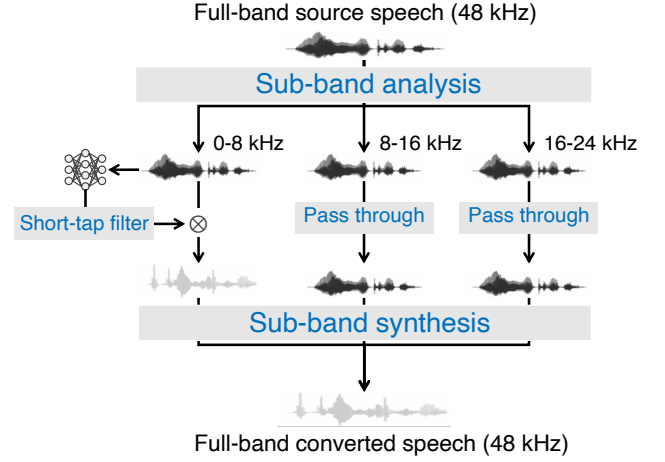 Full-band source speech (48 kHz)
Sub-band analysis
0-8 kHz
8-16 kHz
16-24 kHz
Short-tap filter
Pass through
Pass through
Sub-band synthesis
Full-band converted speech (48 kHz)